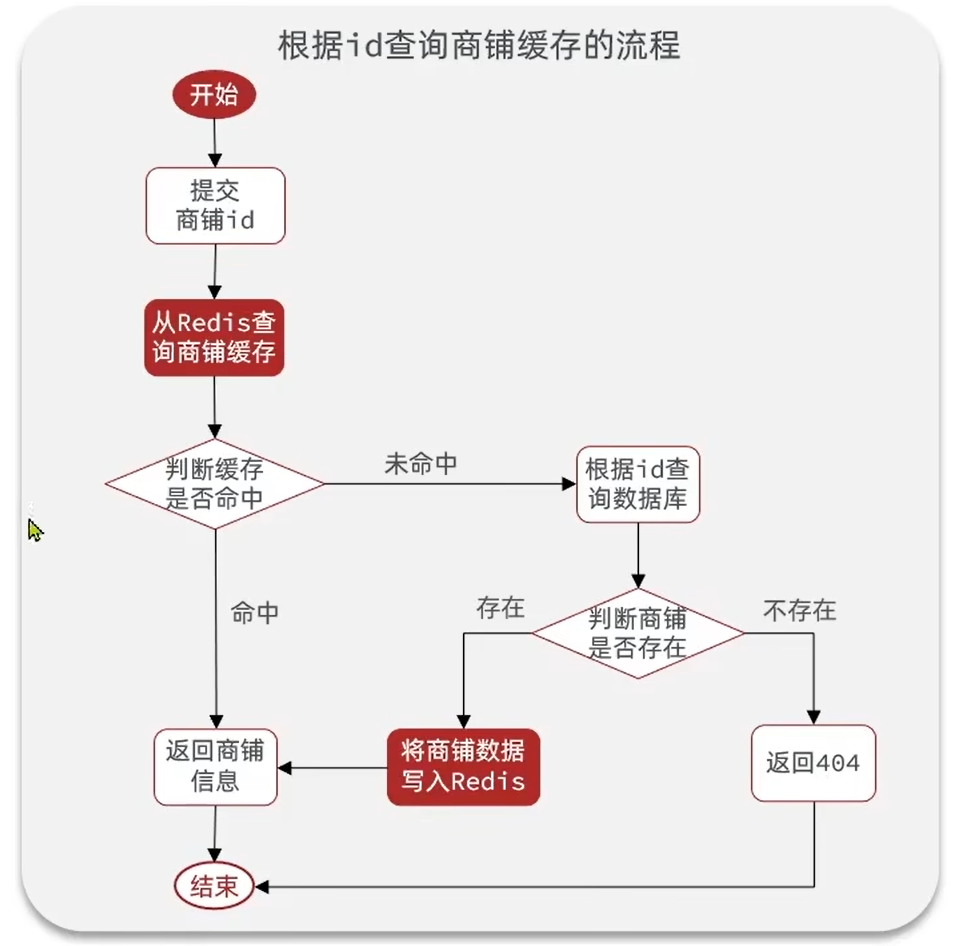 根据id查询商铺缓存的流程
开始
提交
商铺id
从Redis查
询商铺缓存
判断缓存
是否命中
未命中
根据id查
询数据库
命中
存在
判断商铺
是否存在
不存在
返回商铺
信息
将商铺数据
写入Redis
返回404
结束